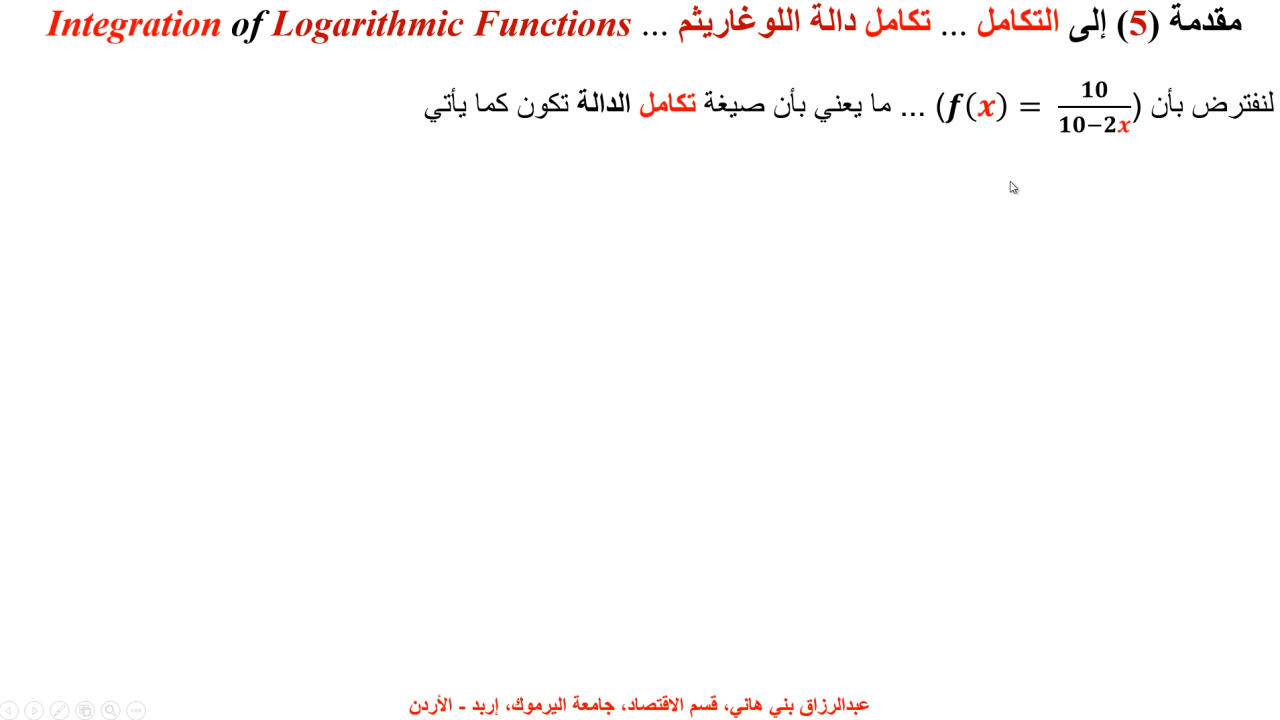 مقدمة (5) إلى التكامل ... تكامل دالة اللوغاريثم ... Integration of Logarithmic Functions
لنفترض بأن (f(x) = 10/(10−2x)) ... ما يعني بأن صيغة تكامل الدالة تكون كما يأتي
عبدالرزاق بني هاني، قسم الاقتصاد، جامعة اليرموك، إربد - الأردن